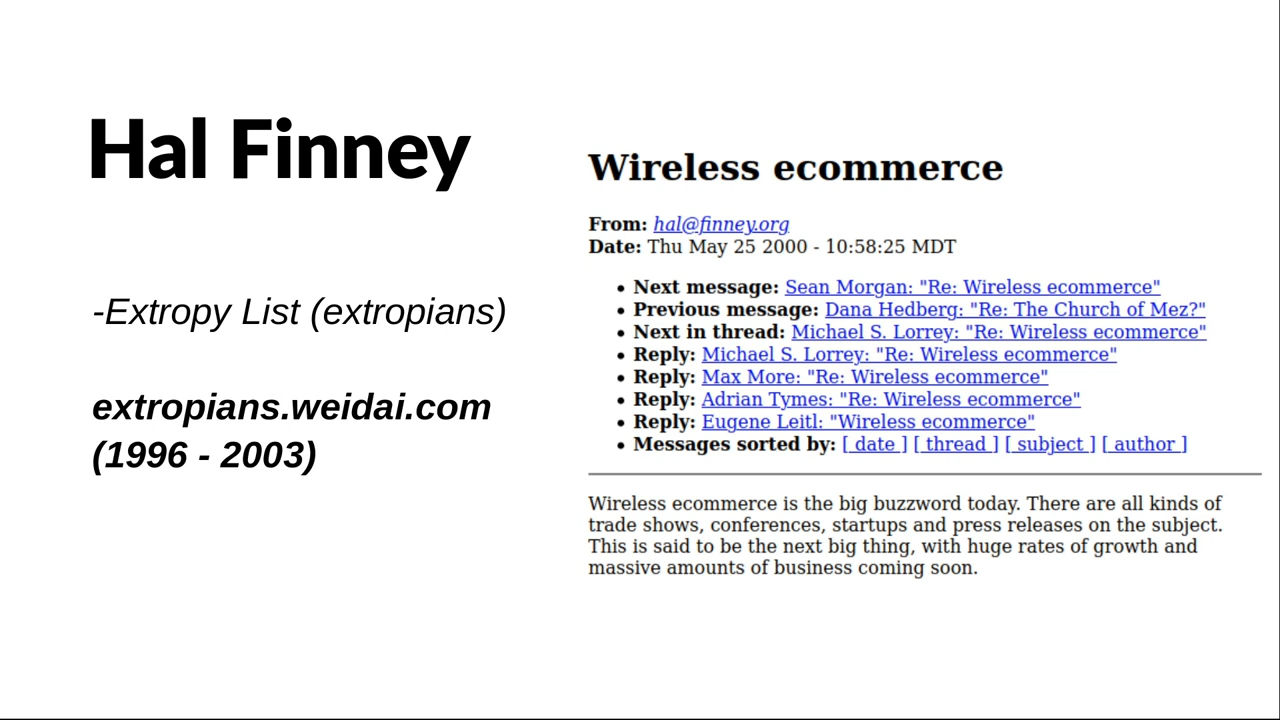 Hal Finney
-Extropy List (extropians)
extropians.weidai.com
(1996 - 2003)
Wireless ecommerce
From: hal@finney.org
Date: Thu May 25 2000 - 10:58:25 MDT
• Next message: Sean Morgan: "Re: Wireless ecommerce"
• Previous message: Dana Hedberg: "Re: The Church of Mez?"
• Next in thread: Michael S. Lorrey: "Re: Wireless ecommerce"
• Reply: Michael S. Lorrey: "Re: Wireless ecommerce"
• Reply: Max More: "Re: Wireless ecommerce"
• Reply: Adrian Tymes: "Re: Wireless ecommerce"
• Reply: Eugene Leitl: "Wireless ecommerce"
• Messages sorted by: [ date ] [ thread ] [ subject ] [ author ]
Wireless ecommerce is the big buzzword today. There are all kinds of
trade shows, conferences, startups and press releases on the subject.
This is said to be the next big thing, with huge rates of growth and
massive amounts of business coming soon.